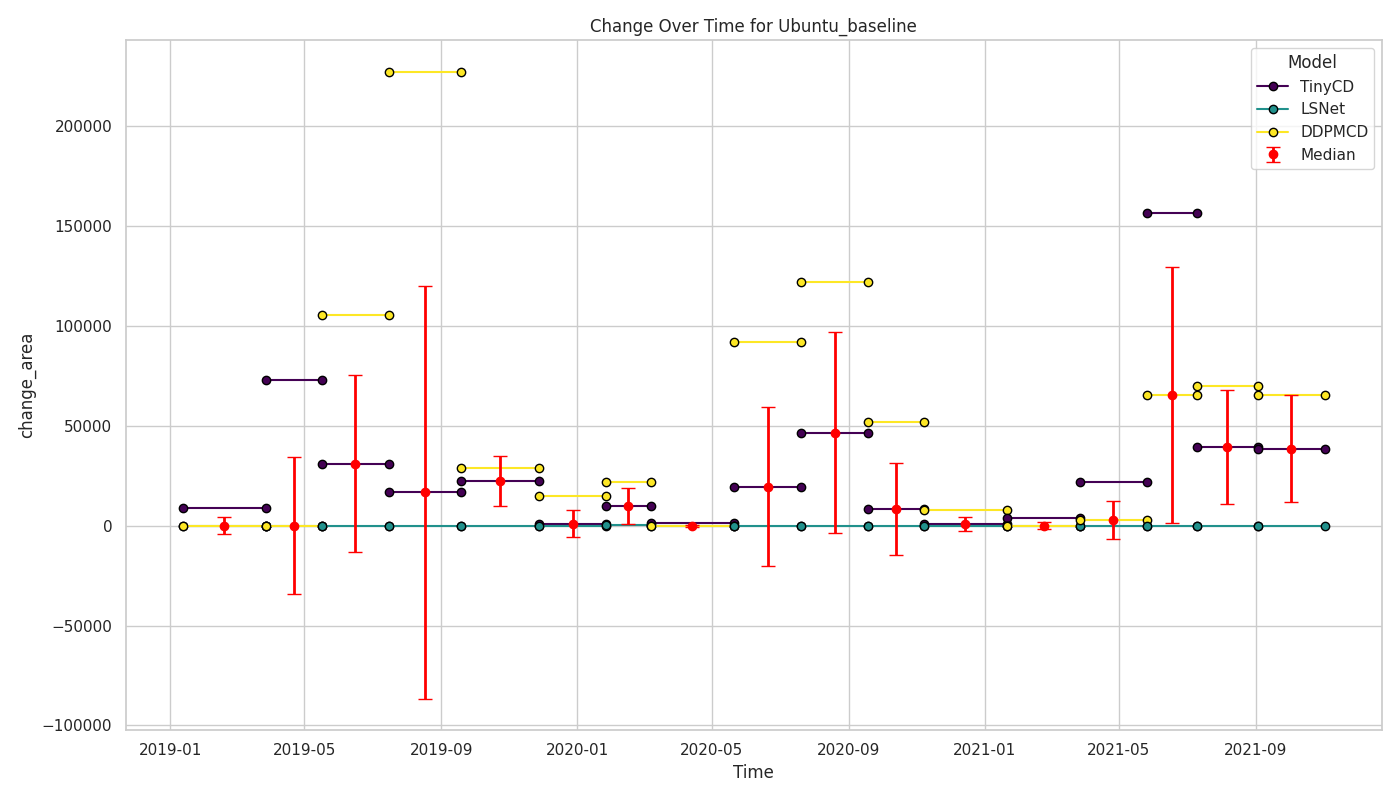 Change Over Time for Ubuntu_baseline
Model
TinyCD
LSNet
DDPMCD
Median
change_area
200000
150000
100000
50000
0
−50000
−100000
2019-01
2019-05
2019-09
2020-01
2020-05
2020-09
2021-01
2021-05
2021-09
Time